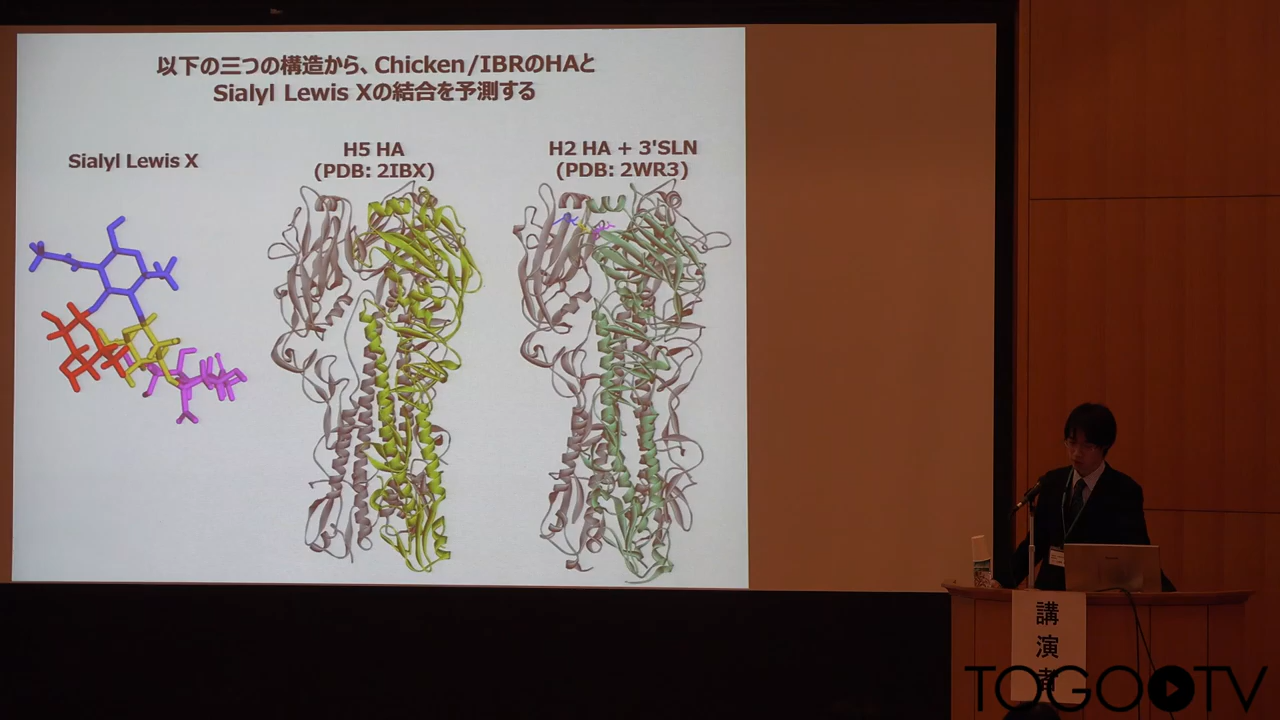 以下の三つの構造から、Chicken/IBRのHAと
Sialyl Lewis Xの結合を予測する
Sialyl Lewis X
H5 HA
(PDB: 2IBX)
H2 HA + 3'SLN
(PDB: 2WR3)
講演者
TOGOTV